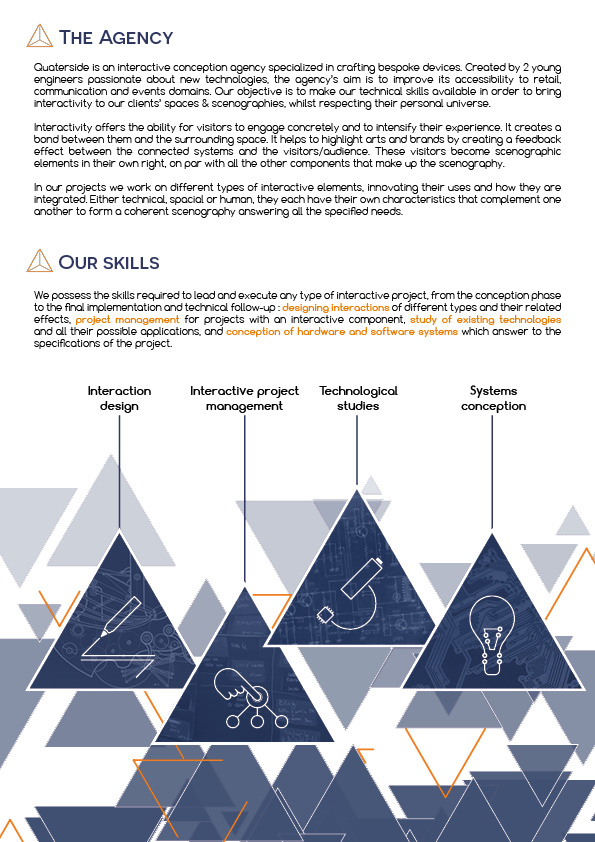 The Agency
Quaterside is an interactive conception agency specialized in crafting bespoke devices. Created by 2 young
engineers passionate about new technologies, the agency's aim is to improve its accessibility to retail,
communication and events domains. Our objective is to make our technical skills available in order to bring
interactivity to our clients' spaces & scenographies, whilst respecting their personal universe.
Interactivity offers the ability for visitors to engage concretely and to intensify their experience. It creates a
bond between them and the surrounding space. It helps to highlight arts and brands by creating a feedback
effect between the connected systems and the visitors/audience. These visitors become scenographic
elements in their own right, on par with all the other components that make up the scenography.
In our projects we work on different types of interactive elements, innovating their uses and how they are
integrated. Either technical, spacial or human, they each have their own characteristics that complement one
another to form a coherent scenography answering all the specified needs.
Our skills
We possess the skills required to lead and execute any type of interactive project, from the conception phase
to the final implementation and technical follow-up : designing interactions of different types and their related
effects, project management for projects with an interactive component, study of existing technologies
and all their possible applications, and conception of hardware and software systems which answer to the
specifications of the project.
Interaction
design
Interactive project
management
Technological
studies
Systems
conception